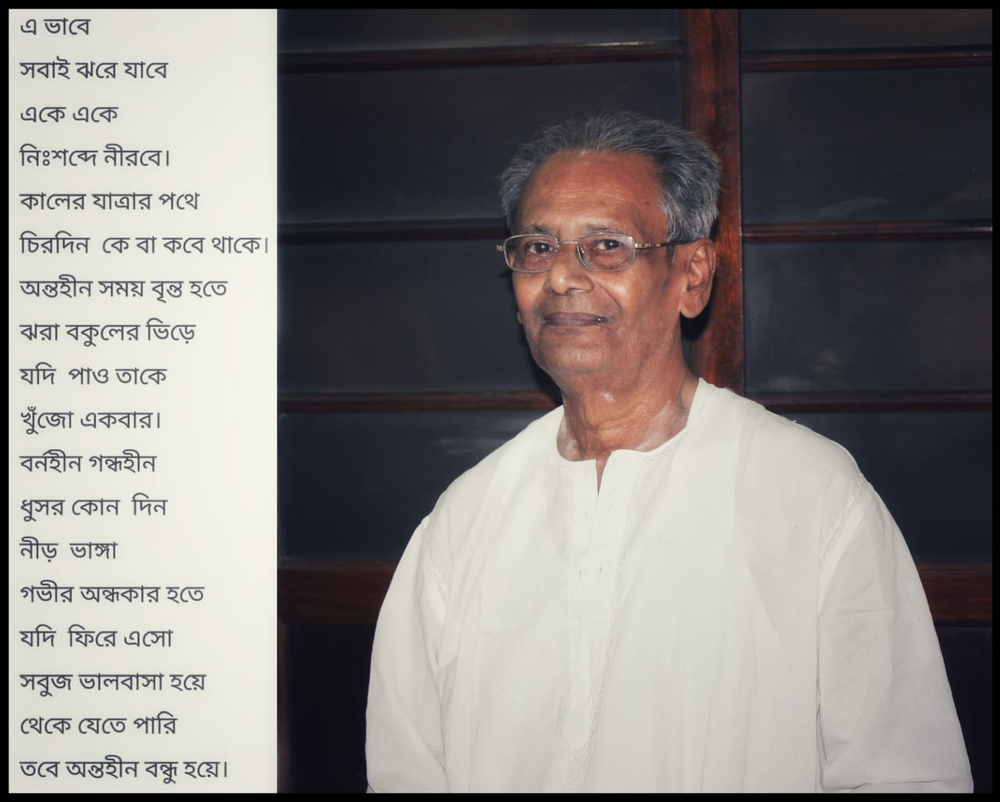 এ ভাবে
সবাই ঝরে যাবে
একে একে
নিঃশব্দে নীরবে।
কালের যাত্রার পথে
চিরদিন কে বা কবে থাকে।
অন্তহীন সময় বৃন্ত হতে
ঝরা বকুলের ভিড়ে
যদি পাও তাকে
খুঁজো একবার।
বর্নহীন গন্ধহীন
ধুসর কোন দিন
নীড় ভাঙ্গা
গভীর অন্ধকার হতে
যদি ফিরে এসো
সবুজ ভালবাসা হয়ে
থেকে যেতে পারি
তবে অন্তহীন বন্ধু হয়ে।